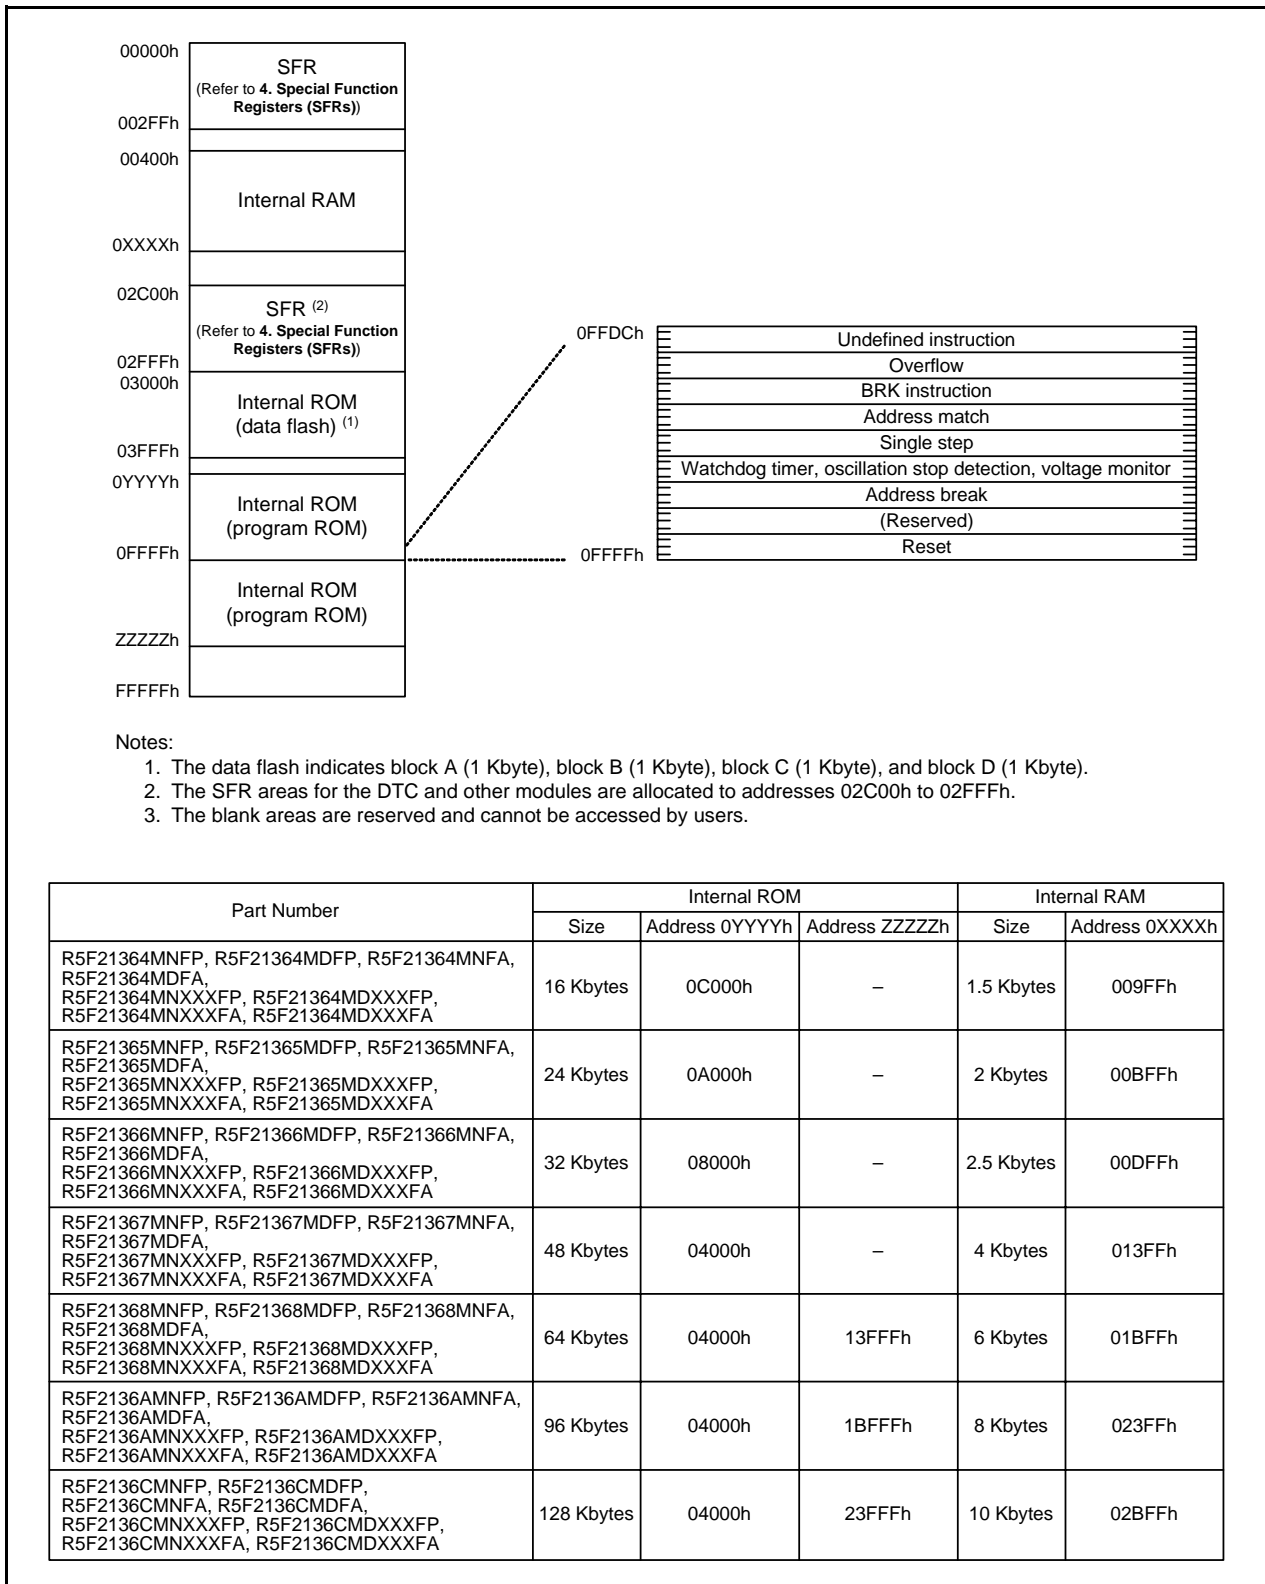 00000h
SFR
(Refer to 4. Special Function
Registers (SFRs))
002FFh
00400h
Internal RAM
0XXXXh
02C00h
SFR (2)
(Refer to 4. Special Function
Registers (SFRs))
02FFFh
03000h
Internal ROM
(data flash) (1)
03FFFh
0YYYYh
Internal ROM
(program ROM)
0FFFFh
Internal ROM
(program ROM)
ZZZZZh
FFFFFh
0FFDCh
Undefined instruction
Overflow
BRK instruction
Address match
Single step
Watchdog timer, oscillation stop detection, voltage monitor
Address break
(Reserved)
0FFFFh
Reset
Notes:
1. The data flash indicates block A (1 Kbyte), block B (1 Kbyte), block C (1 Kbyte), and block D (1 Kbyte).
2. The SFR areas for the DTC and other modules are allocated to addresses 02C00h to 02FFFh.
3. The blank areas are reserved and cannot be accessed by users.
Part Number Internal ROM Internal RAM
Size Address 0YYYYh Address ZZZZZh Size Address 0XXXXh
R5F21364MNFP, R5F21364MDFP, R5F21364MNFA,
R5F21364MDFA,
R5F21364MNXXXFP, R5F21364MDXXXFP,
R5F21364MNXXXFA, R5F21364MDXXXFA
16 Kbytes 0C000h – 1.5 Kbytes 009FFh
R5F21365MNFP, R5F21365MDFP, R5F21365MNFA,
R5F21365MDFA,
R5F21365MNXXXFP, R5F21365MDXXXFP,
R5F21365MNXXXFA, R5F21365MDXXXFA
24 Kbytes 0A000h – 2 Kbytes 00BFFh
R5F21366MNFP, R5F21366MDFP, R5F21366MNFA,
R5F21366MDFA,
R5F21366MNXXXFP, R5F21366MDXXXFP,
R5F21366MNXXXFA, R5F21366MDXXXFA
32 Kbytes 08000h – 2.5 Kbytes 00DFFh
R5F21367MNFP, R5F21367MDFP, R5F21367MNFA,
R5F21367MDFA,
R5F21367MNXXXFP, R5F21367MDXXXFP,
R5F21367MNXXXFA, R5F21367MDXXXFA
48 Kbytes 04000h – 4 Kbytes 013FFh
R5F21368MNFP, R5F21368MDFP, R5F21368MNFA,
R5F21368MDFA,
R5F21368MNXXXFP, R5F21368MDXXXFP,
R5F21368MNXXXFA, R5F21368MDXXXFA
64 Kbytes 04000h 13FFFh 6 Kbytes 01BFFh
R5F2136AMNFP, R5F2136AMDFP, R5F2136AMNFA,
R5F2136AMDFA,
R5F2136AMNXXXFP, R5F2136AMDXXXFP,
R5F2136AMNXXXFA, R5F2136AMDXXXFA
96 Kbytes 04000h 1BFFFh 8 Kbytes 023FFh
R5F2136CMNFP, R5F2136CMDFP,
R5F2136CMNFA, R5F2136CMDFA,
R5F2136CMNXXXFP, R5F2136CMDXXXFP,
R5F2136CMNXXXFA, R5F2136CMDXXXFA
128 Kbytes 04000h 23FFFh 10 Kbytes 02BFFh